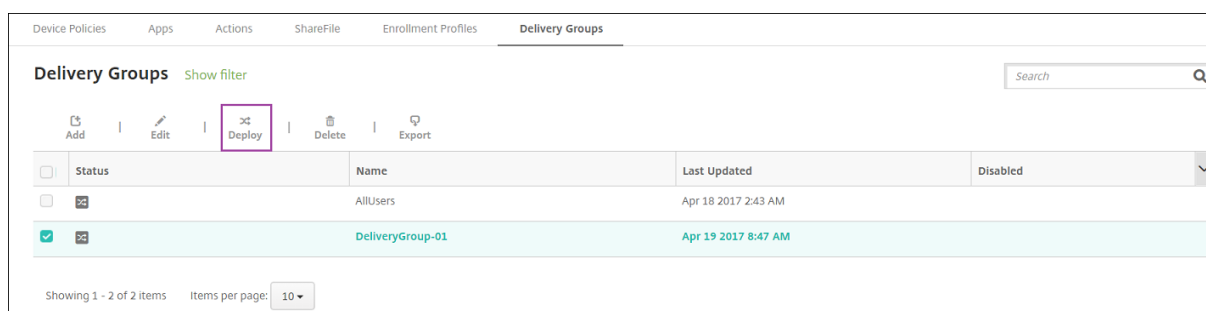 Device Policies Apps Actions ShareFile Enrollment Profiles Delivery Groups
Delivery Groups Show filter Search
Add | Edit | Deploy | Delete | Export
Status Name Last Updated Disabled
AllUsers Apr 18 2017 2:43 AM
DeliveryGroup-01 Apr 19 2017 8:47 AM
Showing 1 - 2 of 2 items Items per page: 10